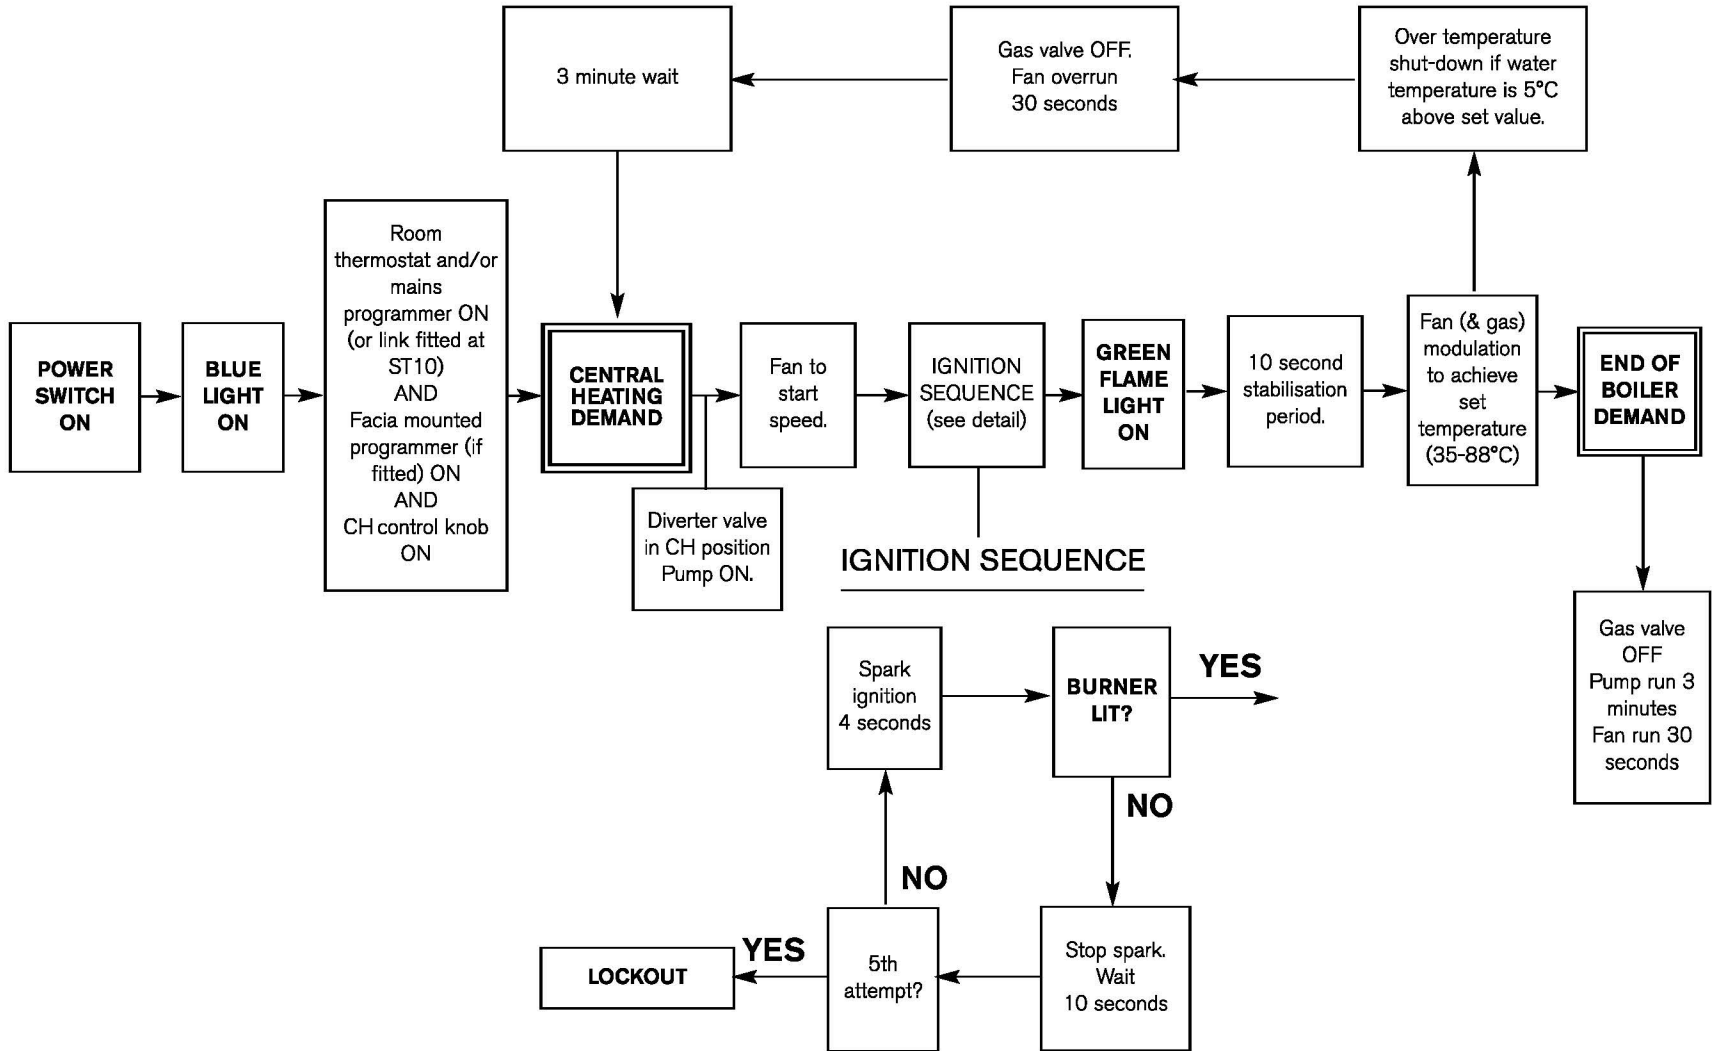 3 minute wait
Gas valve OFF.
Fan overrun
30 seconds
Over temperature
shut-down if water
temperature is 5°C
above set value.
POWER
SWITCH
ON
BLUE
LIGHT
ON
Room
thermostat and/or
mains
programmer ON
(or link fitted at
ST10)
AND
Facia mounted
programmer (if
fitted) ON
AND
CH control knob
ON
CENTRAL
HEATING
DEMAND
Diverter valve
in CH position
Pump ON.
Fan to
start
speed.
IGNITION
SEQUENCE
(see detail)
GREEN
FLAME
LIGHT
ON
10 second
stabilisation
period.
Fan (& gas)
modulation
to achieve
set
temperature
(35-88°C)
END OF
BOILER
DEMAND
Gas valve
OFF
Pump run 3
minutes
Fan run 30
seconds
IGNITION SEQUENCE
Spark
ignition
4 seconds
BURNER
LIT?
YES
NO
Stop spark.
Wait
10 seconds
5th
attempt?
NO
YES
LOCKOUT